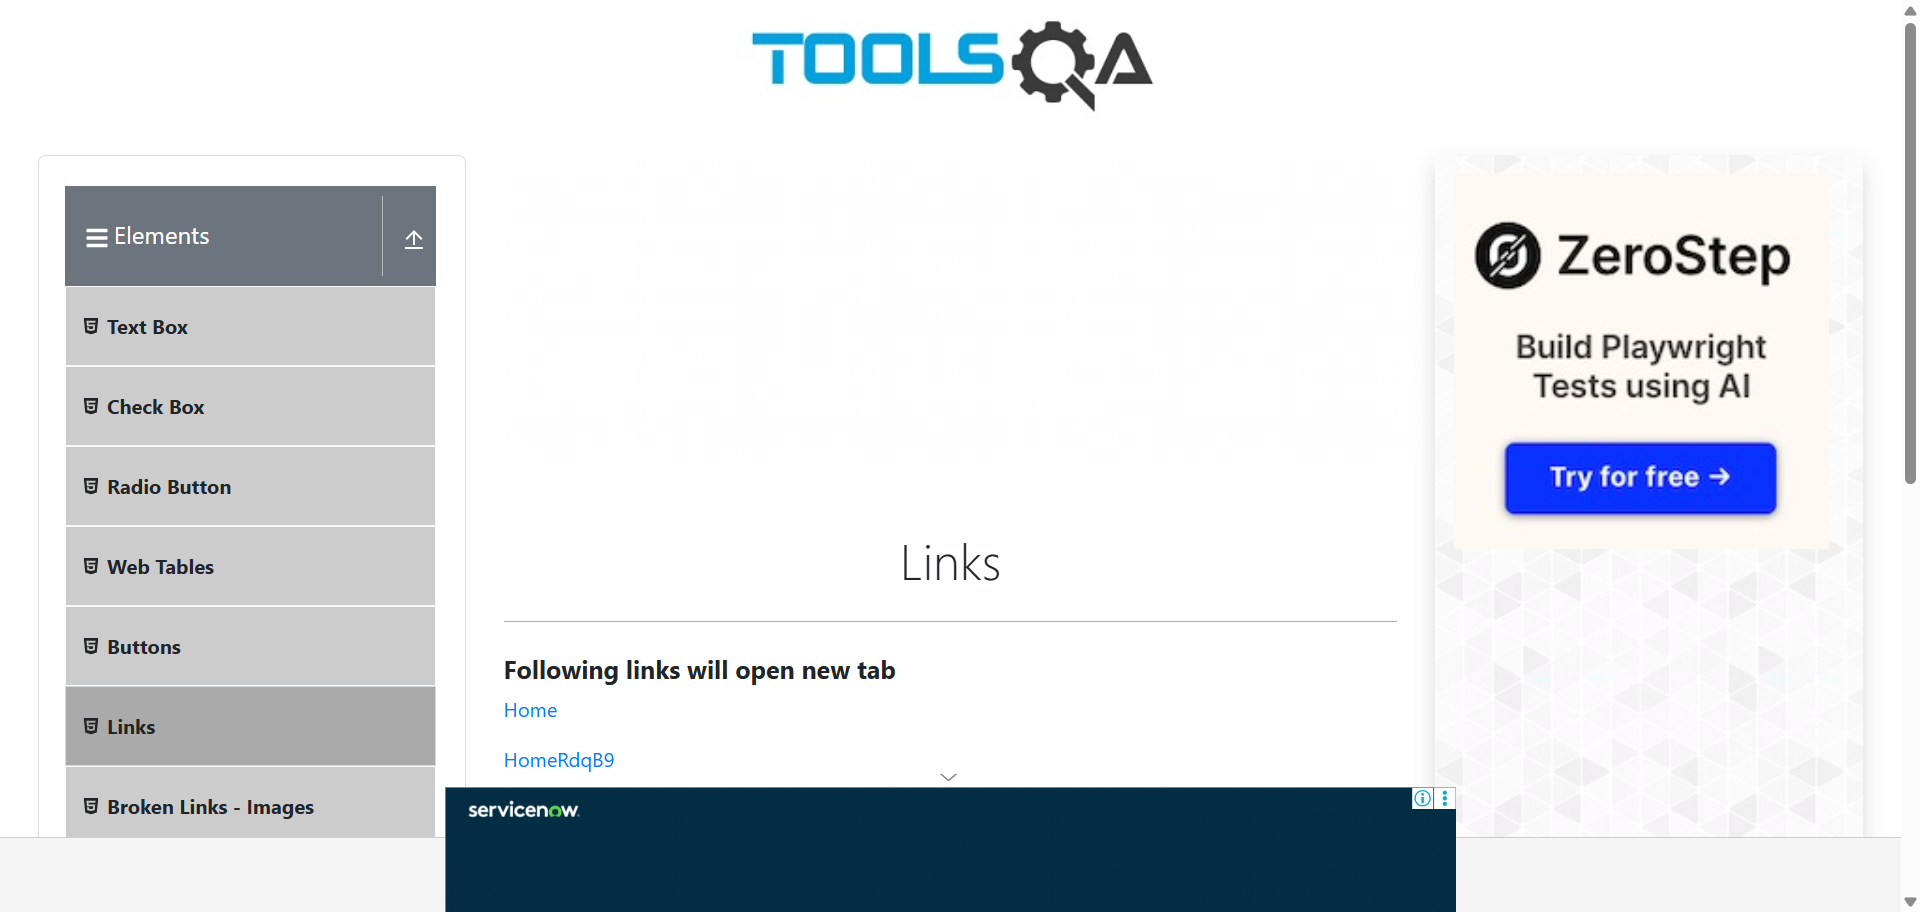 TOOLSQA
Elements
Text Box
Check Box
Radio Button
Web Tables
Buttons
Links
Broken Links - Images
Links
Following links will open new tab
Home
HomeRdqB9
servicenow
ZeroStep
Build Playwright
Tests using AI
Try for free →